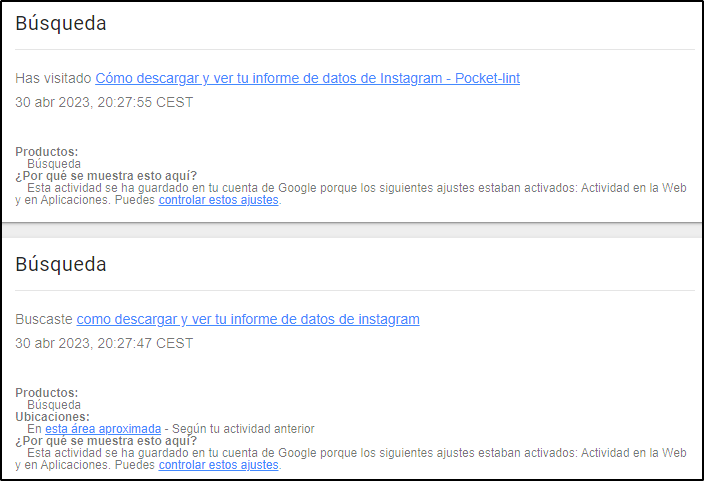 Búsqueda
Has visitado Cómo descargar y ver tu informe de datos de Instagram - Pocket-lint
30 abr 2023, 20:27:55 CEST
Productos:
Búsqueda
¿Por qué se muestra esto aquí?
Esta actividad se ha guardado en tu cuenta de Google porque los siguientes ajustes estaban activados: Actividad en la Web
y en Aplicaciones. Puedes controlar estos ajustes.
Búsqueda
Buscaste como descargar y ver tu informe de datos de instagram
30 abr 2023, 20:27:47 CEST
Productos:
Búsqueda
Ubicaciones:
En esta área aproximada - Según tu actividad anterior
¿Por qué se muestra esto aquí?
Esta actividad se ha guardado en tu cuenta de Google porque los siguientes ajustes estaban activados: Actividad en la Web
y en Aplicaciones. Puedes controlar estos ajustes.